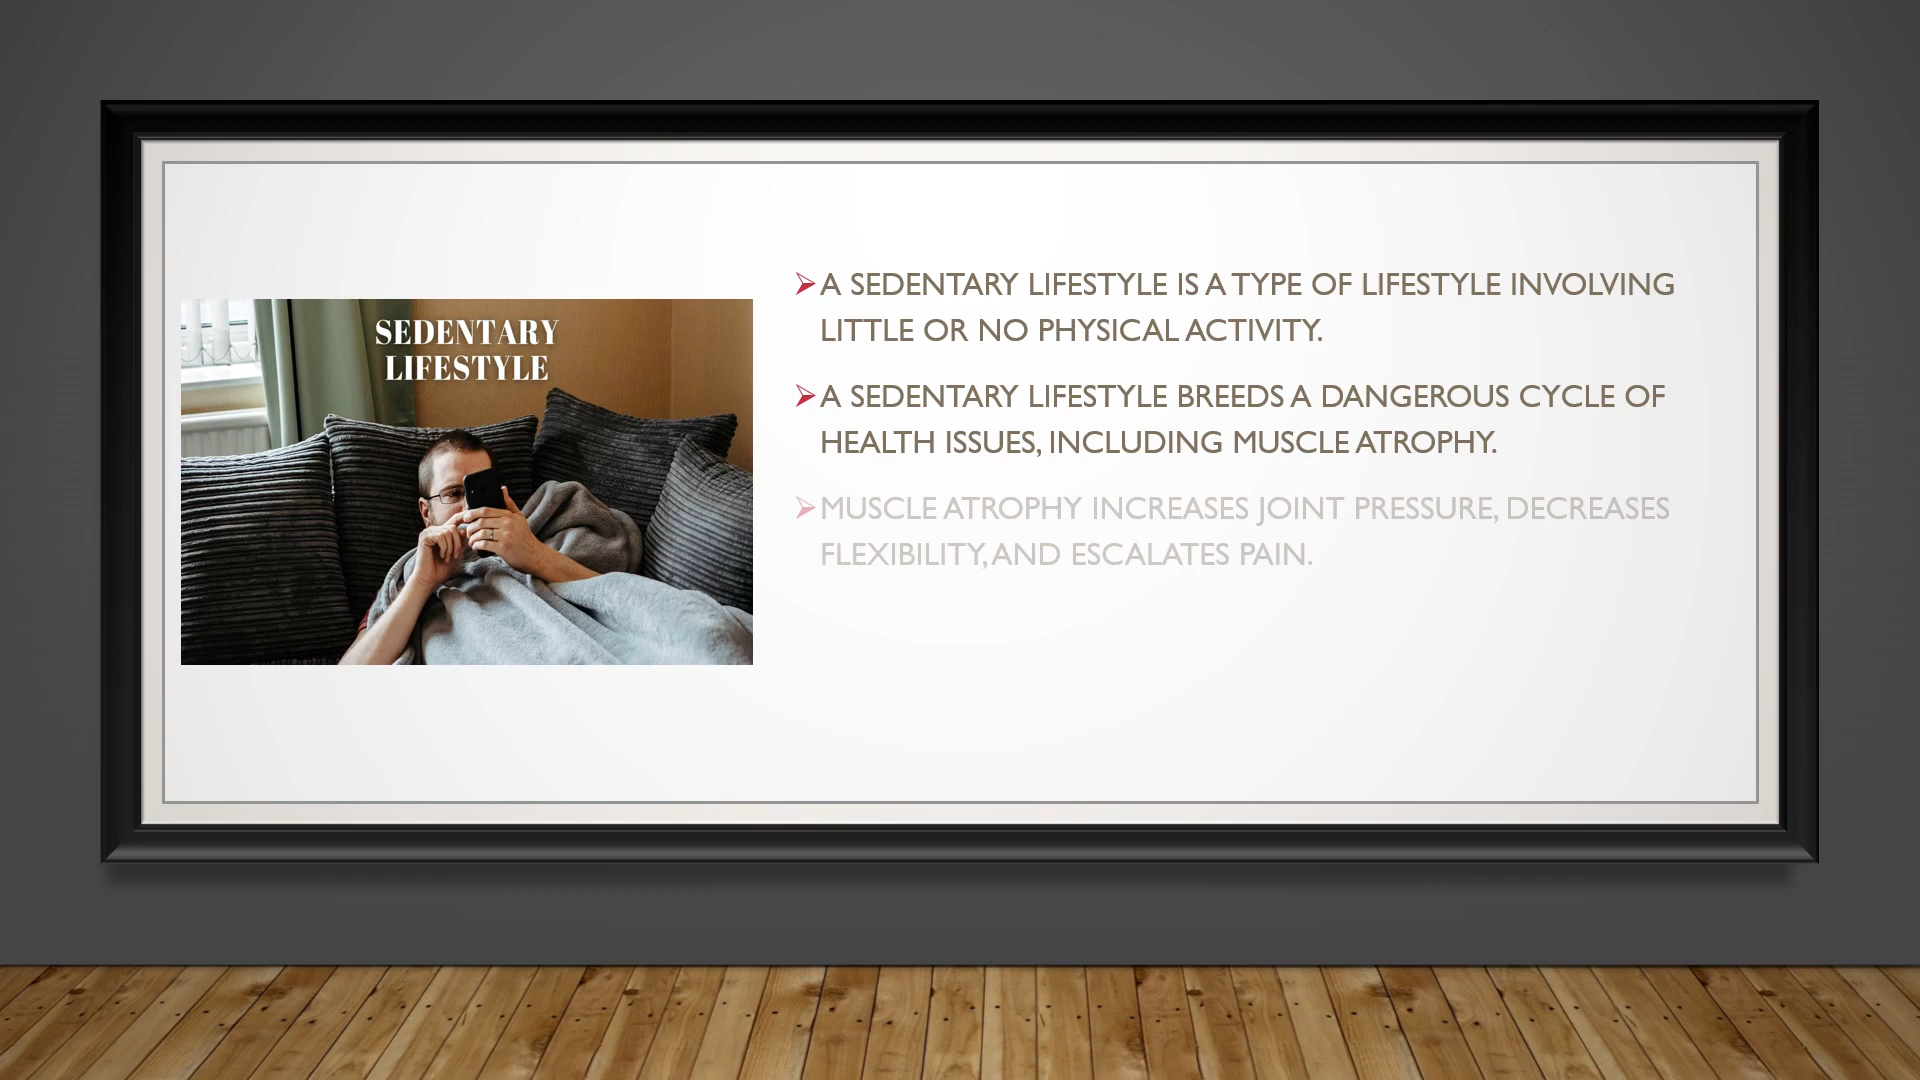 SEDENTARY
LIFESTYLE
A SEDENTARY LIFESTYLE IS A TYPE OF LIFESTYLE INVOLVING
LITTLE OR NO PHYSICAL ACTIVITY.
A SEDENTARY LIFESTYLE BREEDS A DANGEROUS CYCLE OF
HEALTH ISSUES, INCLUDING MUSCLE ATROPHY.
MUSCLE ATROPHY INCREASES JOINT PRESSURE, DECREASES
FLEXIBILITY, AND ESCALATES PAIN.